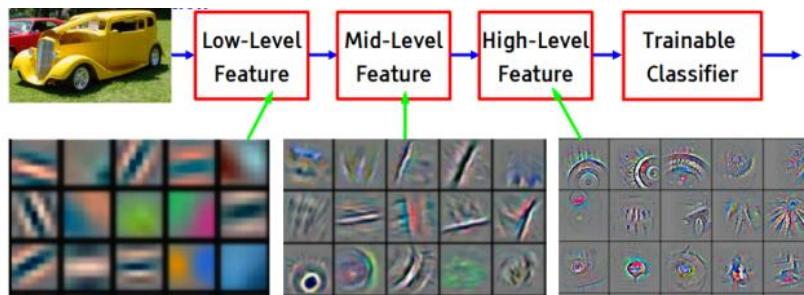 Low-Level
Feature
Mid-Level
Feature
High-Level
Feature
Trainable
Classifier